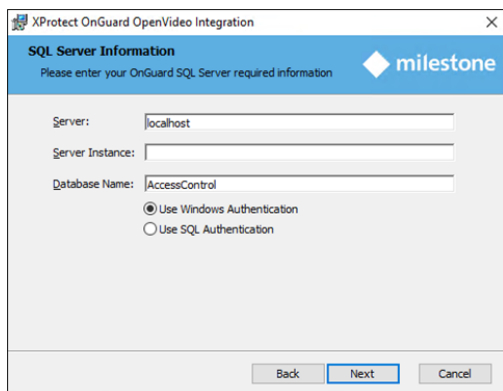 XProtect OnGuard OpenVideo Integration
SQL Server Information
Please enter your OnGuard SQL Server required information
milestone
Server: localhost
Server Instance:
Database Name: AccessControl
Use Windows Authentication
Use SQL Authentication
Back Next Cancel